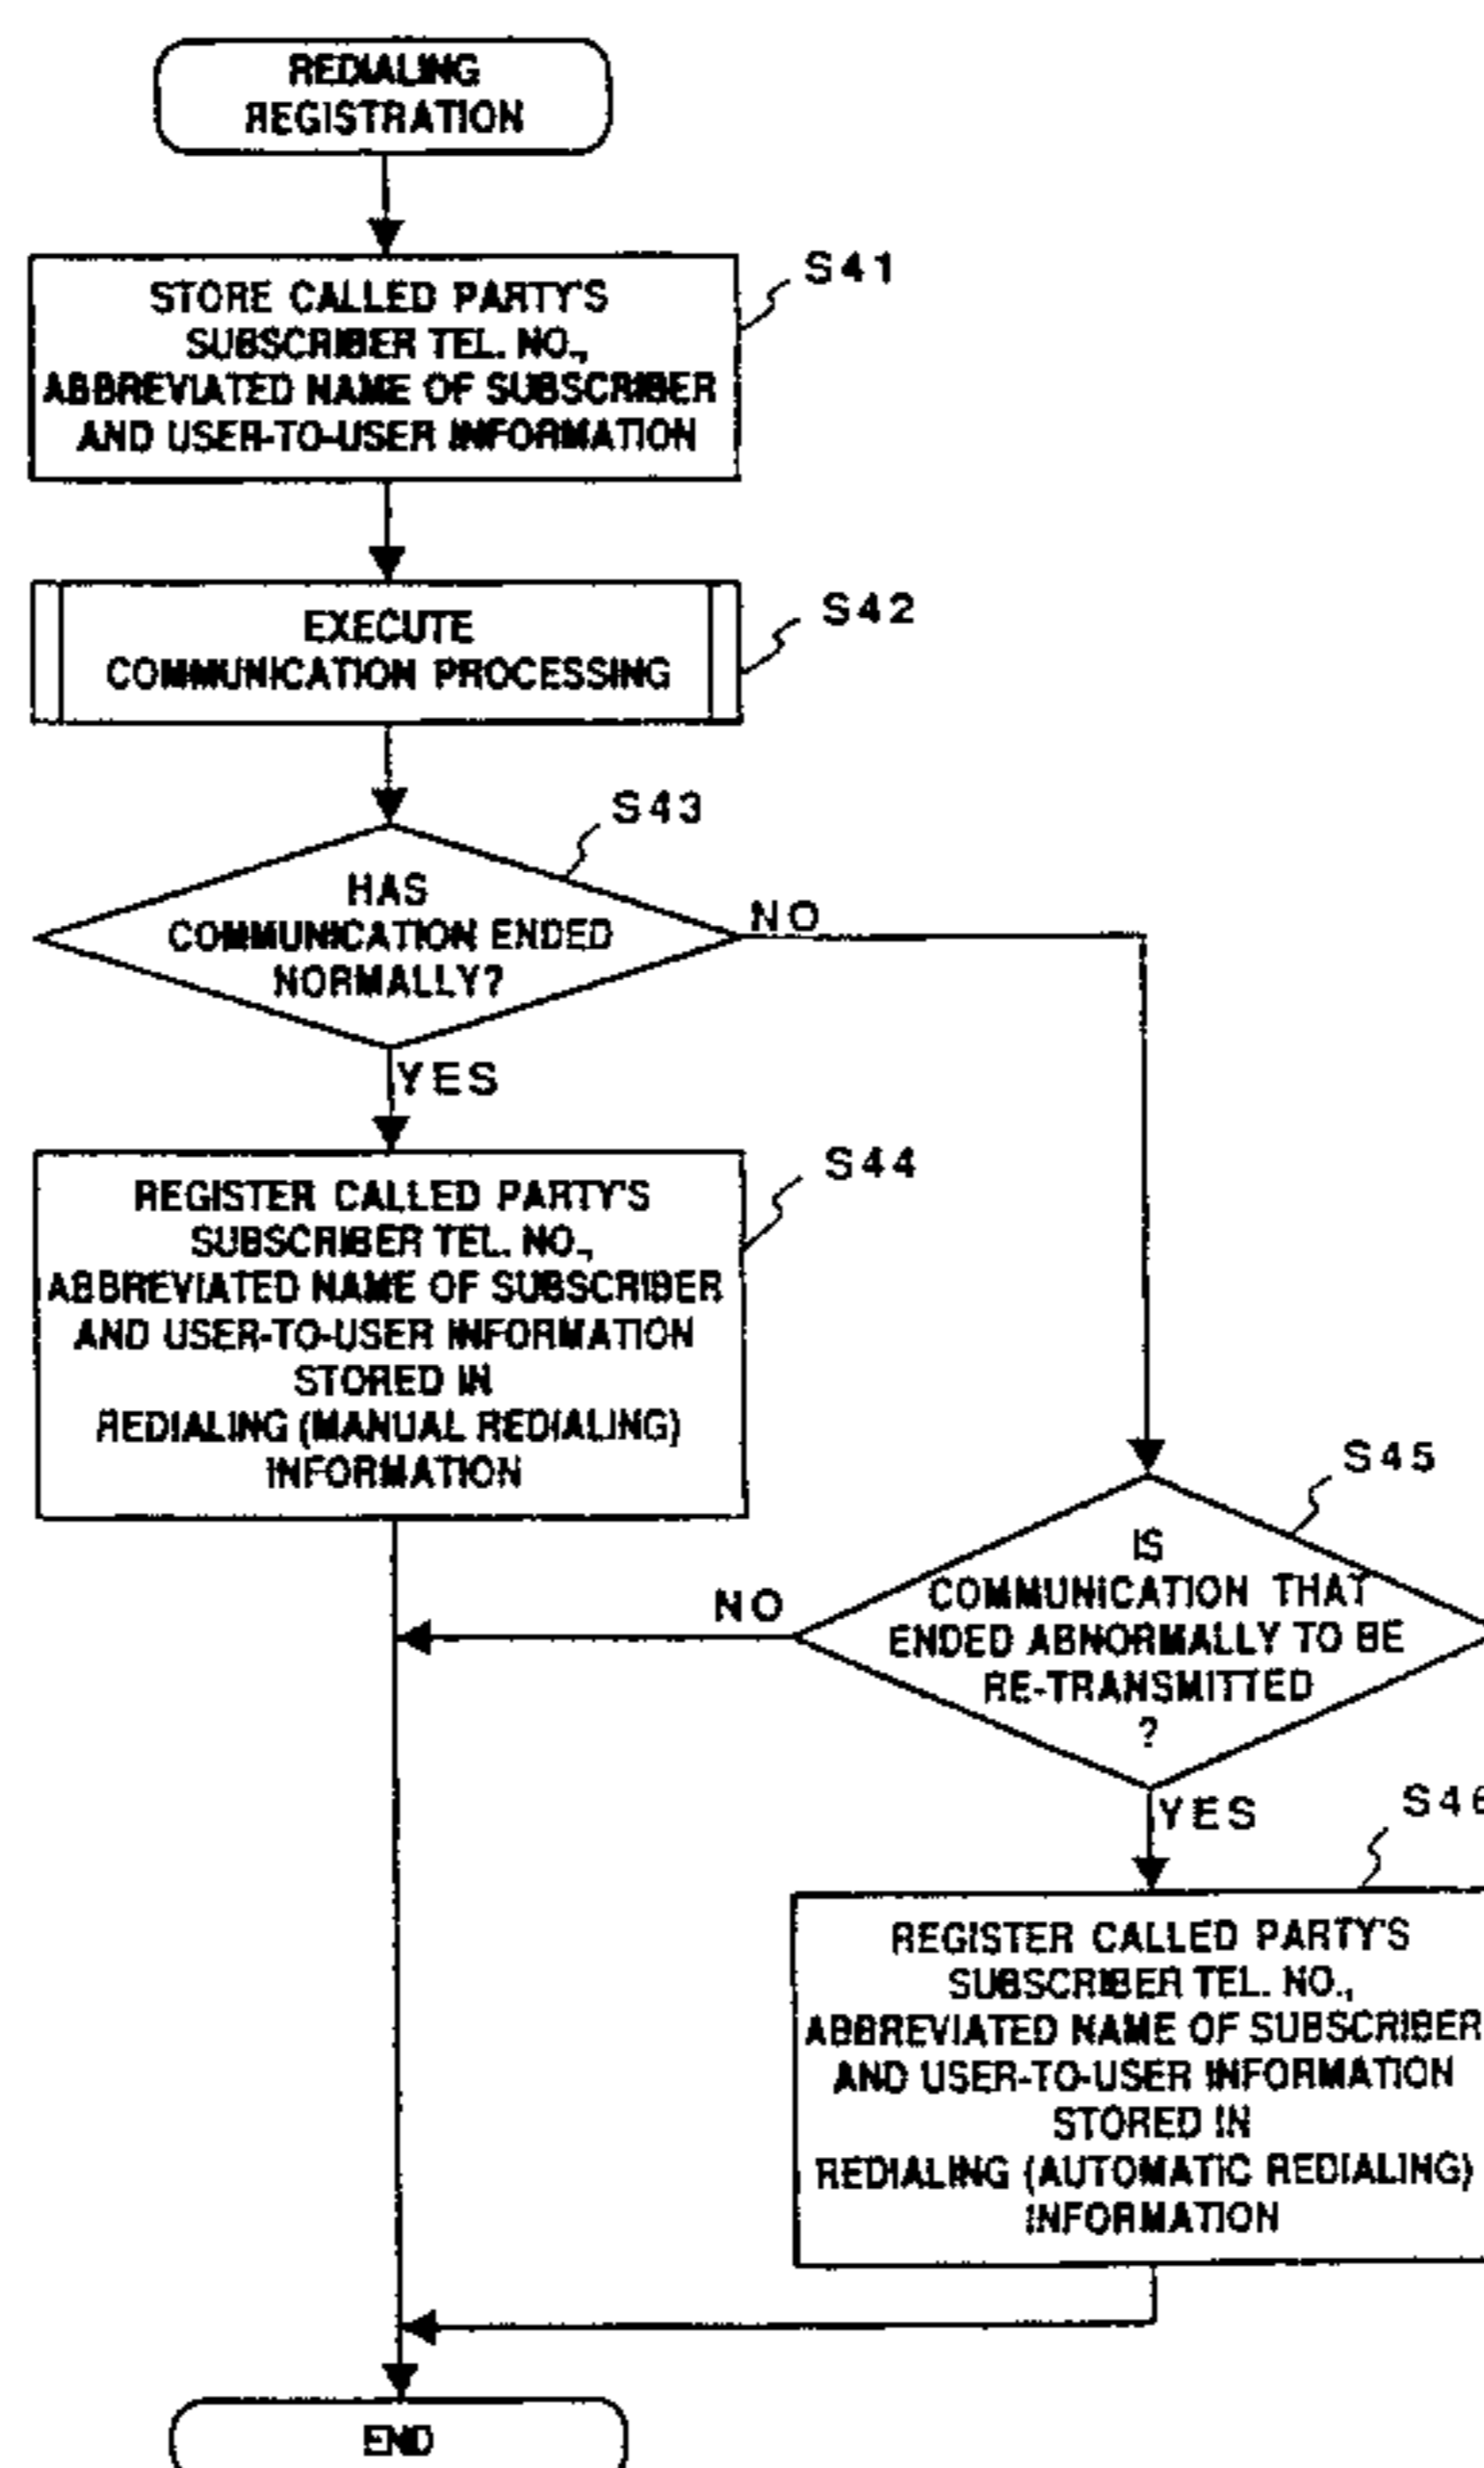 REDIALING
REGISTRATION
S41
STORE CALLED PARTY'S
SUBSCRIBER TEL. NO.,
ABBREVIATED NAME OF SUBSCRIBER
AND USER-TO-USER INFORMATION
S42
EXECUTE
COMMUNICATION PROCESSING
S43
HAS
COMMUNICATION ENDED
NORMALLY?
NO
YES
S44
REGISTER CALLED PARTY'S
SUBSCRIBER TEL. NO.,
ABBREVIATED NAME OF SUBSCRIBER
AND USER-TO-USER INFORMATION
STORED IN
REDIALING (MANUAL REDIALING)
INFORMATION
S45
IS
COMMUNICATION THAT
ENDED ABNORMALLY TO BE
RE-TRANSMITTED
?
NO
YES
S46
REGISTER CALLED PARTY'S
SUBSCRIBER TEL. NO.,
ABBREVIATED NAME OF SUBSCRIBER
AND USER-TO-USER INFORMATION
STORED IN
REDIALING (AUTOMATIC REDIALING)
INFORMATION
END